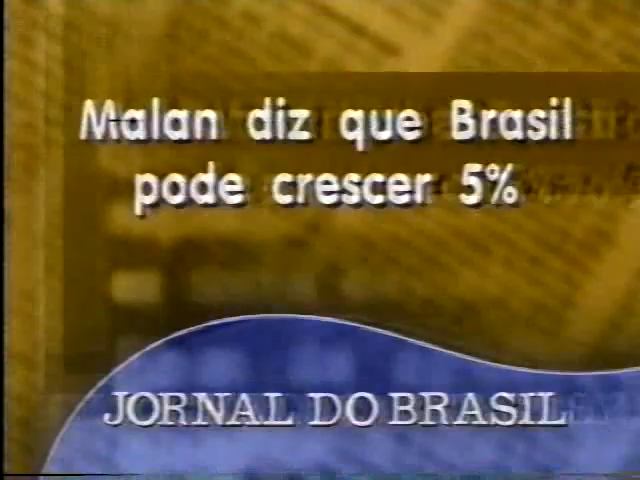 Malan diz que Brasil
pode crescer 5%
JORNAL DO BRASIL